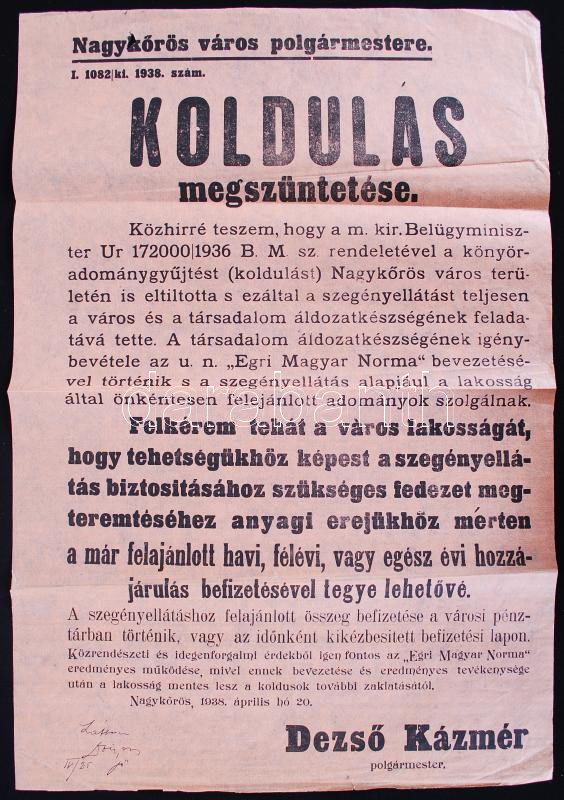 Nagykőrös város polgármestere.
I. 1082|ki. 1938. szám.
KOLDULÁS
megszüntetése.
Közhirré teszem, hogy a m. kir. Belügyminisz-
ter Ur 172000|1936 B. M. sz. rendeletével a könyör-
adománygyűjtést (koldulást) Nagykőrös város terü-
letén is eltiltotta s ezáltal a szegényellátást teljesen
a város és a társadalom áldozatkészségének felada-
tává tette. A társadalom áldozatkészségének igény-
bevétele az u. n. „Egri Magyar Norma" bevezetésé-
vel történik s a szegényellátás alapjául a lakosság
által önkéntesen felejánlott adományok szolgálnak.
Felkérem tehát a város lakosságát,
hogy tehetségükhöz képest a szegényellá-
tás biztositásához szükséges fedezet meg-
teremtéséhez anyagi erejükhöz mérten
a már felajánlott havi, félévi, vagy egész évi hozzá-
járulás befizetésével tegye lehetővé.
A szegényellátáshoz felajánlott összeg befizetése a városi pénz-
tárban történik, vagy az időnként kikézbesitett befizetési lapon.
Közrendészeti és idegenforgalmi érdekből igen fontos az „Egri Magyar Norma"
eredményes működése, mivel ennek bevezetése és eredményes tevékenysége
után a lakosság mentes lesz a koldusok további zaklatásától.
Nagykőrös, 1938. április hó 20.
Dezső Kázmér
polgármester.
darabanth